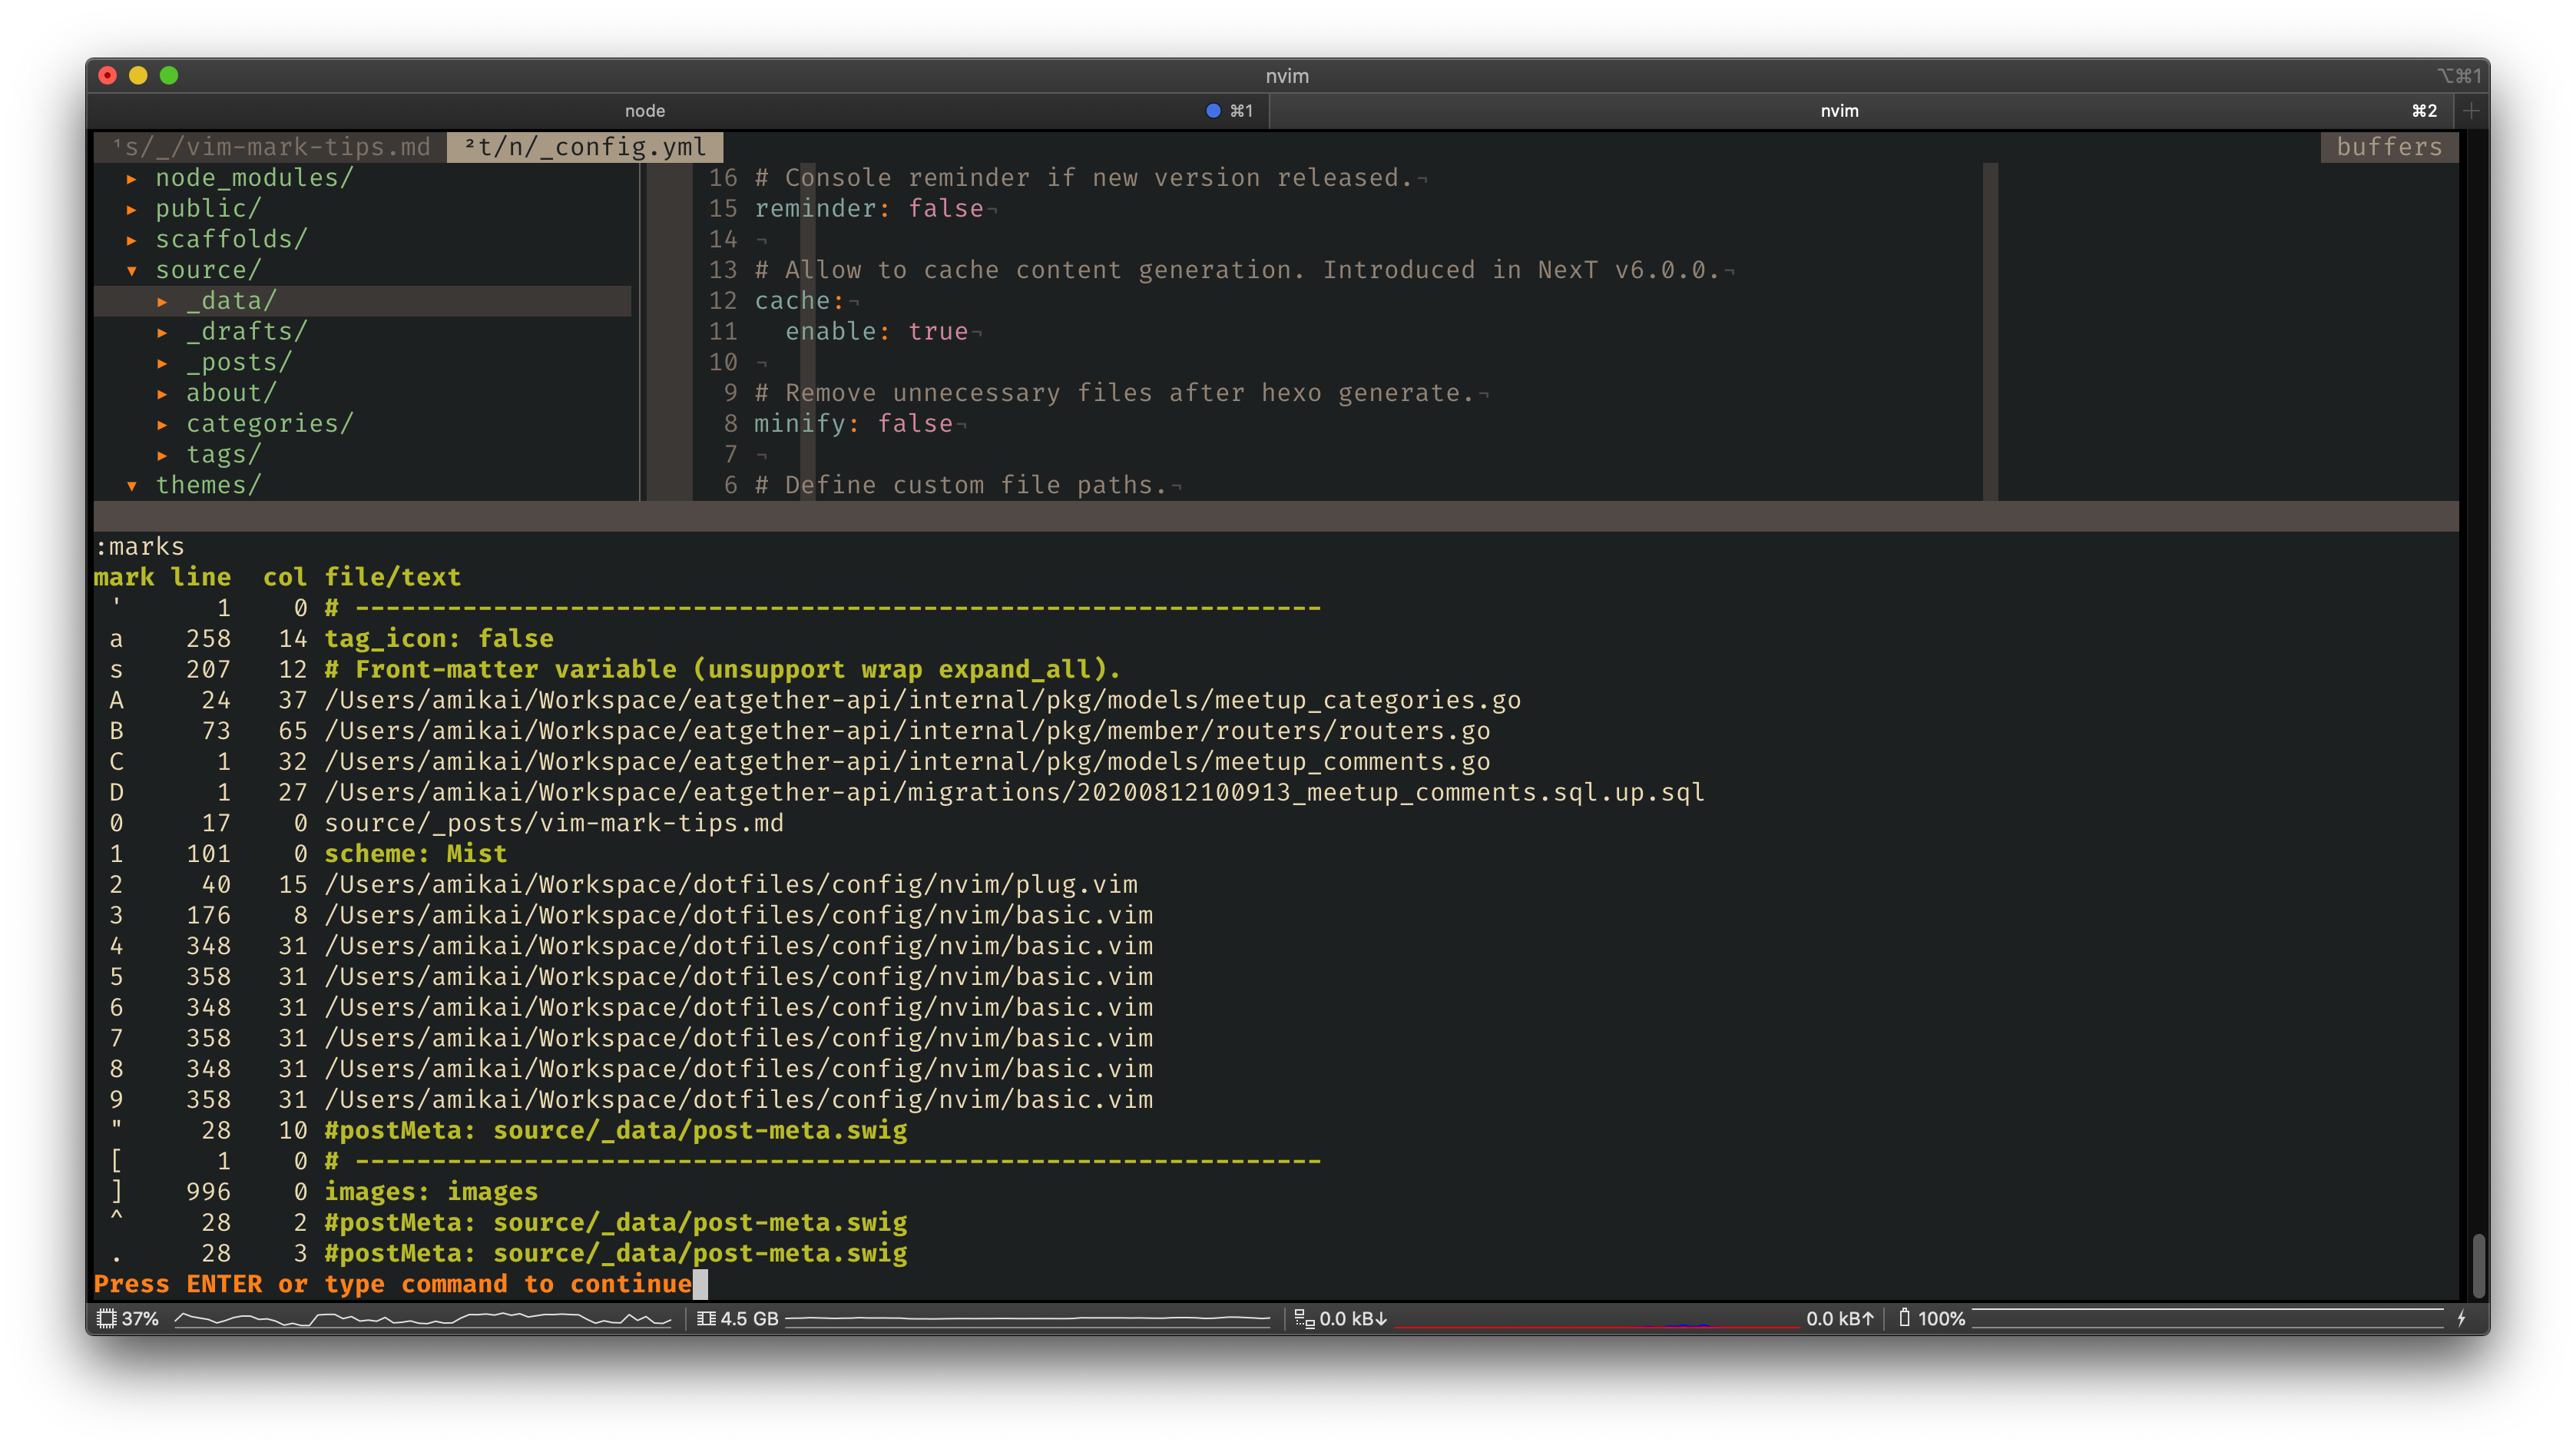 nvim
⌥⌘1
node ⌘1 nvim ⌘2 +
¹s/_/vim-mark-tips.md ²t/n/_config.yml buffers
▸ node_modules/
▸ public/
▸ scaffolds/
▾ source/
▸ _data/
▸ _drafts/
▸ _posts/
▸ about/
▸ categories/
▸ tags/
▾ themes/
16 # Console reminder if new version released.¬
15 reminder: false¬
14 ¬
13 # Allow to cache content generation. Introduced in NexT v6.0.0.¬
12 cache:¬
11   enable: true¬
10 ¬
9 # Remove unnecessary files after hexo generate.¬
8 minify: false¬
7 ¬
6 # Define custom file paths.¬
:marks
mark line  col file/text
'      1    0 # ---------------------------------------------------------------
a    258   14 tag_icon: false
s    207   12 # Front-matter variable (unsupport wrap expand_all).
A     24   37 /Users/amikai/Workspace/eatgether-api/internal/pkg/models/meetup_categories.go
B     73   65 /Users/amikai/Workspace/eatgether-api/internal/pkg/member/routers/routers.go
C      1   32 /Users/amikai/Workspace/eatgether-api/internal/pkg/models/meetup_comments.go
D      1   27 /Users/amikai/Workspace/eatgether-api/migrations/20200812100913_meetup_comments.sql.up.sql
0     17    0 source/_posts/vim-mark-tips.md
1    101    0 scheme: Mist
2     40   15 /Users/amikai/Workspace/dotfiles/config/nvim/plug.vim
3    176    8 /Users/amikai/Workspace/dotfiles/config/nvim/basic.vim
4    348   31 /Users/amikai/Workspace/dotfiles/config/nvim/basic.vim
5    358   31 /Users/amikai/Workspace/dotfiles/config/nvim/basic.vim
6    348   31 /Users/amikai/Workspace/dotfiles/config/nvim/basic.vim
7    358   31 /Users/amikai/Workspace/dotfiles/config/nvim/basic.vim
8    348   31 /Users/amikai/Workspace/dotfiles/config/nvim/basic.vim
9    358   31 /Users/amikai/Workspace/dotfiles/config/nvim/basic.vim
"     28   10 #postMeta: source/_data/post-meta.swig
[      1    0 # ---------------------------------------------------------------
]    996    0 images: images
^     28    2 #postMeta: source/_data/post-meta.swig
.     28    3 #postMeta: source/_data/post-meta.swig
Press ENTER or type command to continue
37% 4.5 GB 0.0 kB↓ 0.0 kB↑ 100%